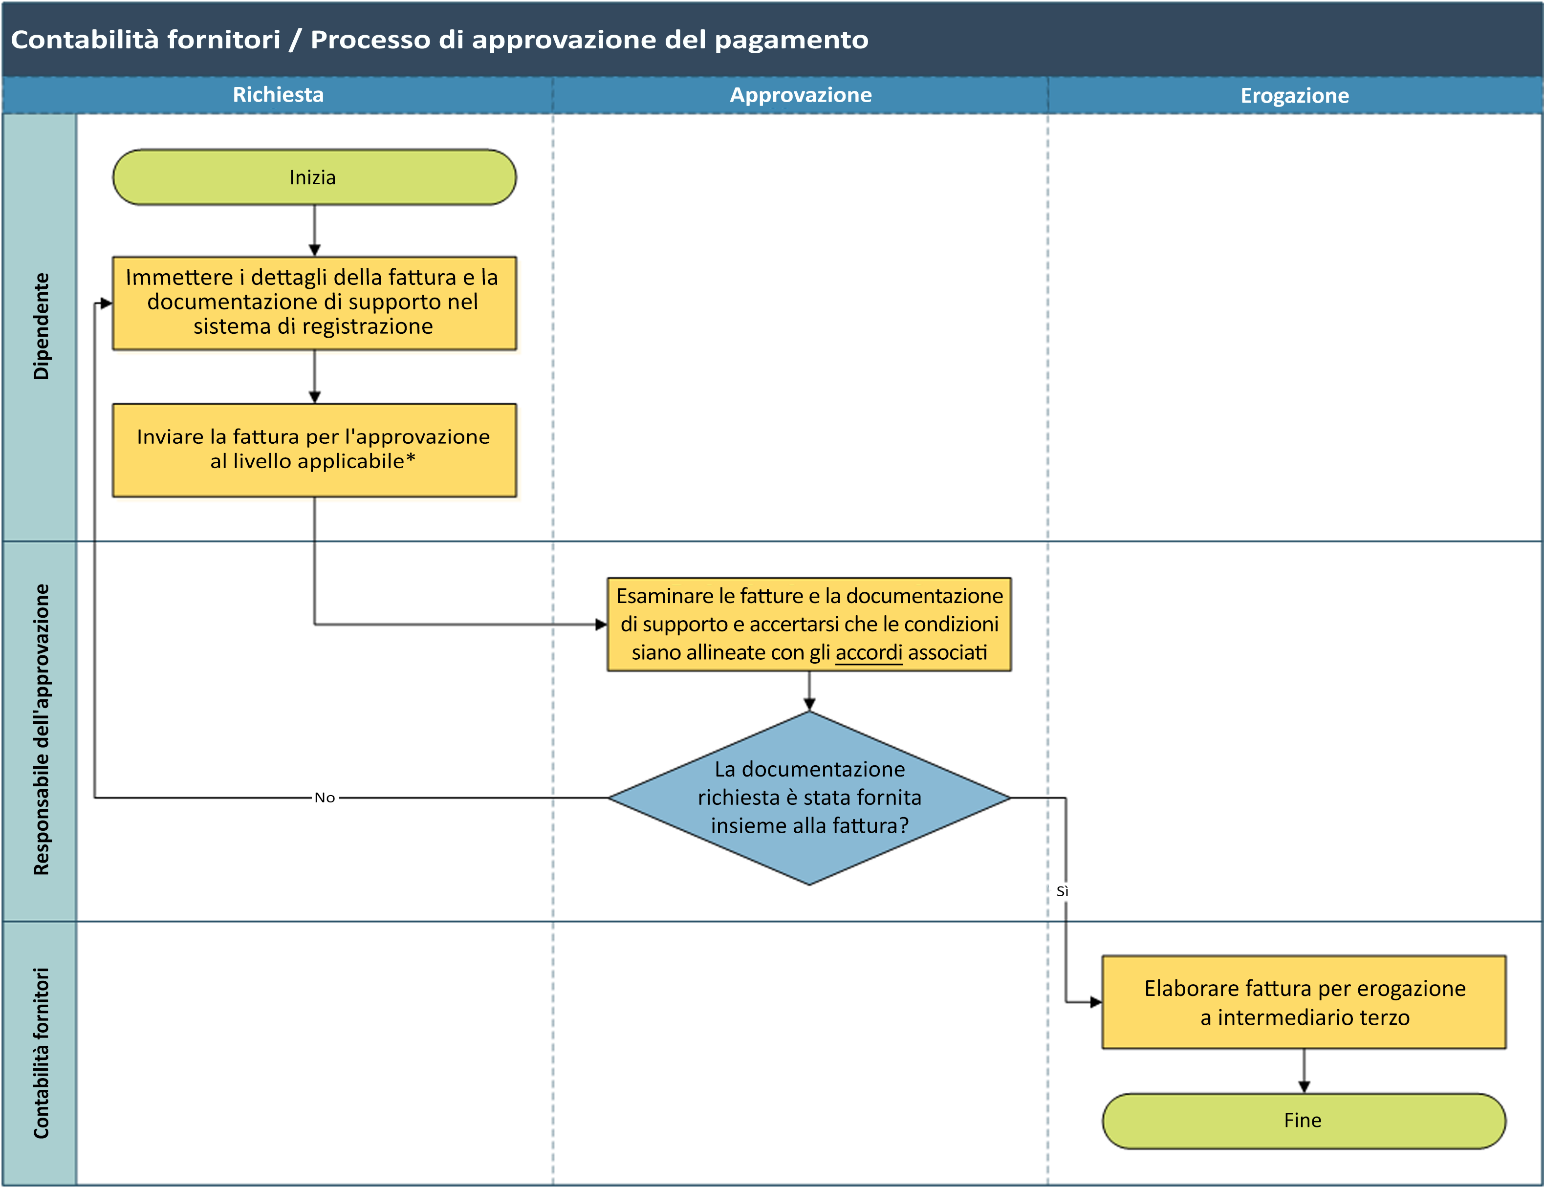 Contabilità fornitori / Processo di approvazione del pagamento
Richiesta
Approvazione
Erogazione
Dipendente
Inizia
Immettere i dettagli della fattura e la
documentazione di supporto nel
sistema di registrazione
Inviare la fattura per l'approvazione
al livello applicabile*
Responsabile dell'approvazione
Esaminare le fatture e la documentazione
di supporto e accertarsi che le condizioni
siano allineate con gli accordi associati
La documentazione
richiesta è stata fornita
insieme alla fattura?
No
Sì
Contabilità fornitori
Elaborare fattura per erogazione
a intermediario terzo
Fine